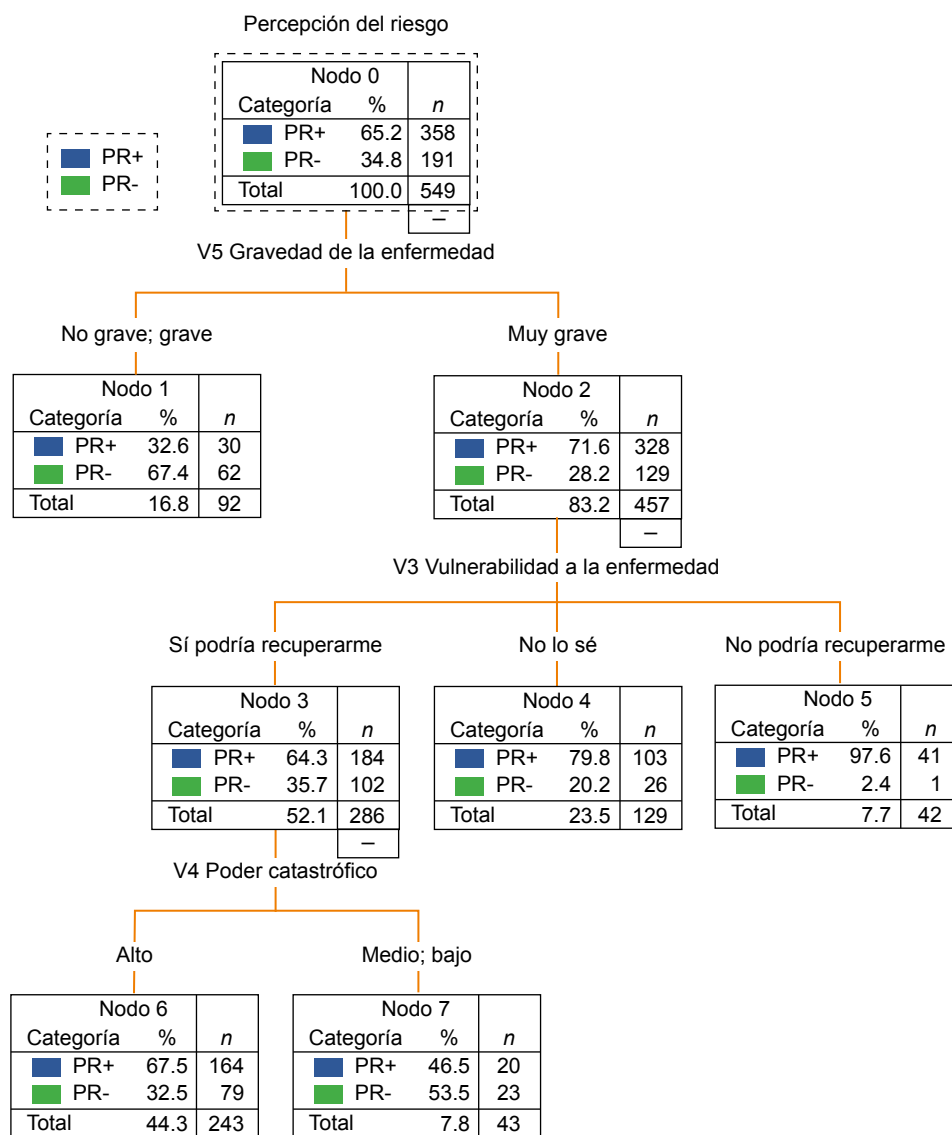 Percepción del riesgo
Nodo 0
Categoría % n
PR+ 65.2 358
PR- 34.8 191
Total 100.0 549
–
PR+
PR-
V5 Gravedad de la enfermedad
No grave; grave
Nodo 1
Categoría % n
PR+ 32.6 30
PR- 67.4 62
Total 16.8 92
Muy grave
Nodo 2
Categoría % n
PR+ 71.6 328
PR- 28.2 129
Total 83.2 457
–
V3 Vulnerabilidad a la enfermedad
Sí podría recuperarme
Nodo 3
Categoría % n
PR+ 64.3 184
PR- 35.7 102
Total 52.1 286
–
No lo sé
Nodo 4
Categoría % n
PR+ 79.8 103
PR- 20.2 26
Total 23.5 129
No podría recuperarme
Nodo 5
Categoría % n
PR+ 97.6 41
PR- 2.4 1
Total 7.7 42
V4 Poder catastrófico
Alto
Nodo 6
Categoría % n
PR+ 67.5 164
PR- 32.5 79
Total 44.3 243
Medio; bajo
Nodo 7
Categoría % n
PR+ 46.5 20
PR- 53.5 23
Total 7.8 43